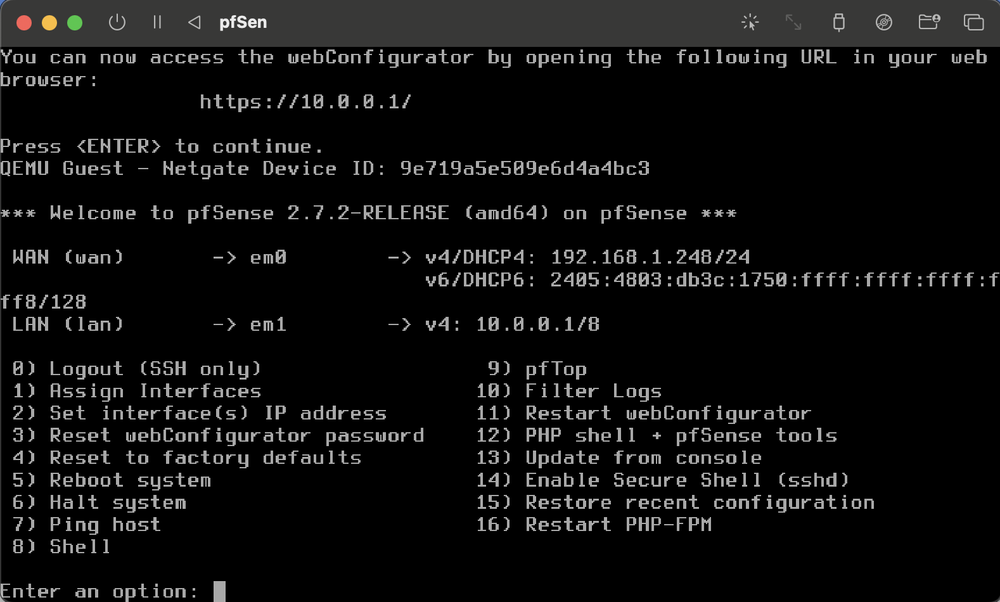 pfSen
You can now access the webConfigurator by opening the following URL in your web
browser:
https://10.0.0.1/
Press <ENTER> to continue.
QEMU Guest - Netgate Device ID: 9e719a5e509e6d4a4bc3
*** Welcome to pfSense 2.7.2-RELEASE (amd64) on pfSense ***
WAN (wan) -> em0 -> v4/DHCP4: 192.168.1.248/24
v6/DHCP6: 2405:4803:db3c:1750:ffff:ffff:ffff:f
ff8/128
LAN (lan) -> em1 -> v4: 10.0.0.1/8
0) Logout (SSH only) 9) pfTop
1) Assign Interfaces 10) Filter Logs
2) Set interface(s) IP address 11) Restart webConfigurator
3) Reset webConfigurator password 12) PHP shell + pfSense tools
4) Reset to factory defaults 13) Update from console
5) Reboot system 14) Enable Secure Shell (sshd)
6) Halt system 15) Restore recent configuration
7) Ping host 16) Restart PHP-FPM
8) Shell
Enter an option: